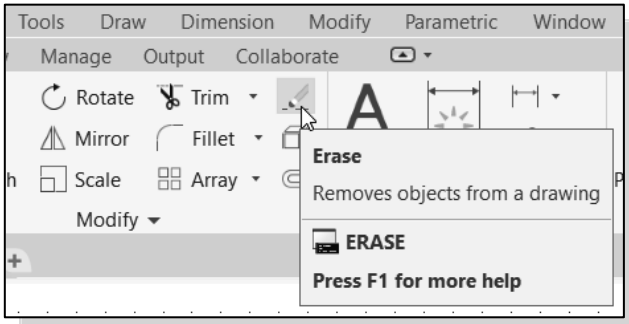 Tools Draw Dimension Modify Parametric Window
Manage Output Collaborate
Rotate Trim
Mirror Fillet
Scale Array
Modify
A
Erase
Removes objects from a drawing
ERASE
Press F1 for more help